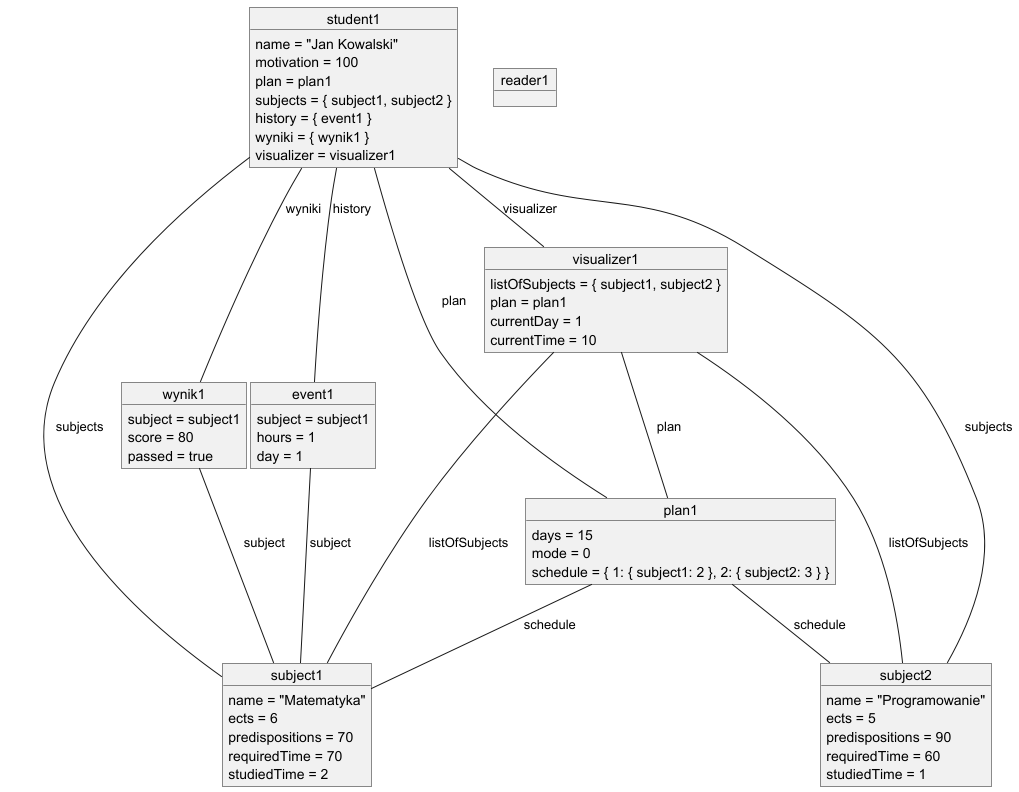 student1
name = "Jan Kowalski"
motivation = 100
plan = plan1
subjects = { subject1, subject2 }
history = { event1 }
wyniki = { wynik1 }
visualizer = visualizer1
reader1
wyniki
history
visualizer
visualizer1
listOfSubjects = { subject1, subject2 }
plan = plan1
currentDay = 1
currentTime = 10
plan
wynik1
subject = subject1
score = 80
passed = true
event1
subject = subject1
hours = 1
day = 1
subjects
plan
subjects
plan1
days = 15
mode = 0
schedule = { 1: { subject1: 2 }, 2: { subject2: 3 } }
subject
subject
listOfSubjects
listOfSubjects
schedule
schedule
subject1
name = "Matematyka"
ects = 6
predispositions = 70
requiredTime = 70
studiedTime = 2
subject2
name = "Programowanie"
ects = 5
predispositions = 90
requiredTime = 60
studiedTime = 1